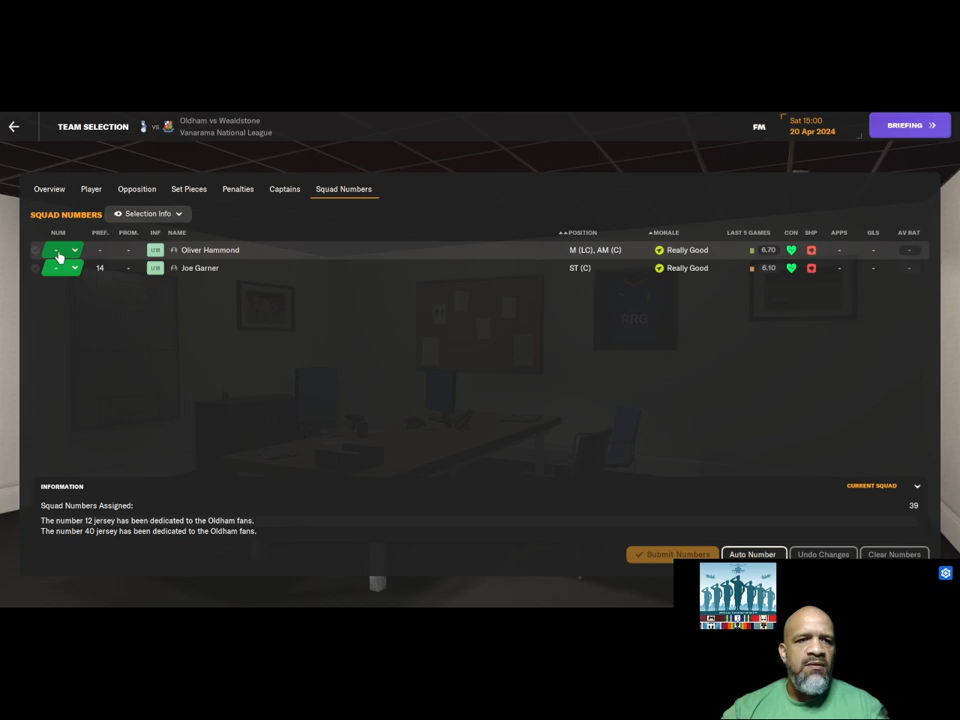 TEAM SELECTION
vs
Oldham vs Wealdstone
Vanarama National League
FM
Sat 15:00
20 Apr 2024
BRIEFING
Overview Player Opposition Set Pieces Penalties Captains Squad Numbers
SQUAD NUMBERS Selection Info
NUM PREF. PROM. INF NAME POSITION MORALE LAST 5 GAMES CON SHP APPS GLS AV RAT
- - - U18 Oliver Hammond M (LC), AM (C) Really Good 6.70 - - -
- 14 - U18 Joe Garner ST (C) Really Good 6.10 - - -
RRG
INFORMATION CURRENT SQUAD
Squad Numbers Assigned: 39
The number 12 jersey has been dedicated to the Oldham fans.
The number 40 jersey has been dedicated to the Oldham fans.
Submit Numbers Auto Number Undo Changes Clear Numbers